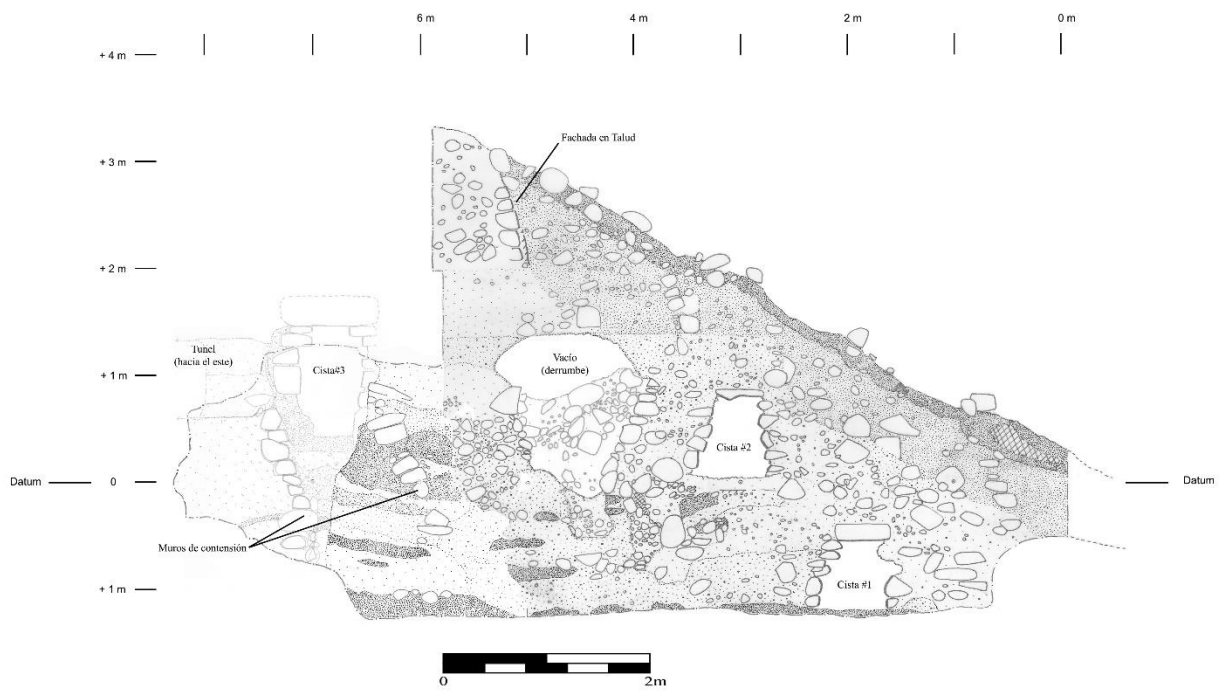 6 m
4 m
2 m
0 m
+ 4 m
+ 3 m
Fachada en Talud
+ 2 m
Tunel
(hacia el este)
Cista#3
Vacío
(derrumbe)
+ 1 m
Cista #2
Datum
0
Datum
Muros de contensión
Cista #1
+ 1 m
0
2m